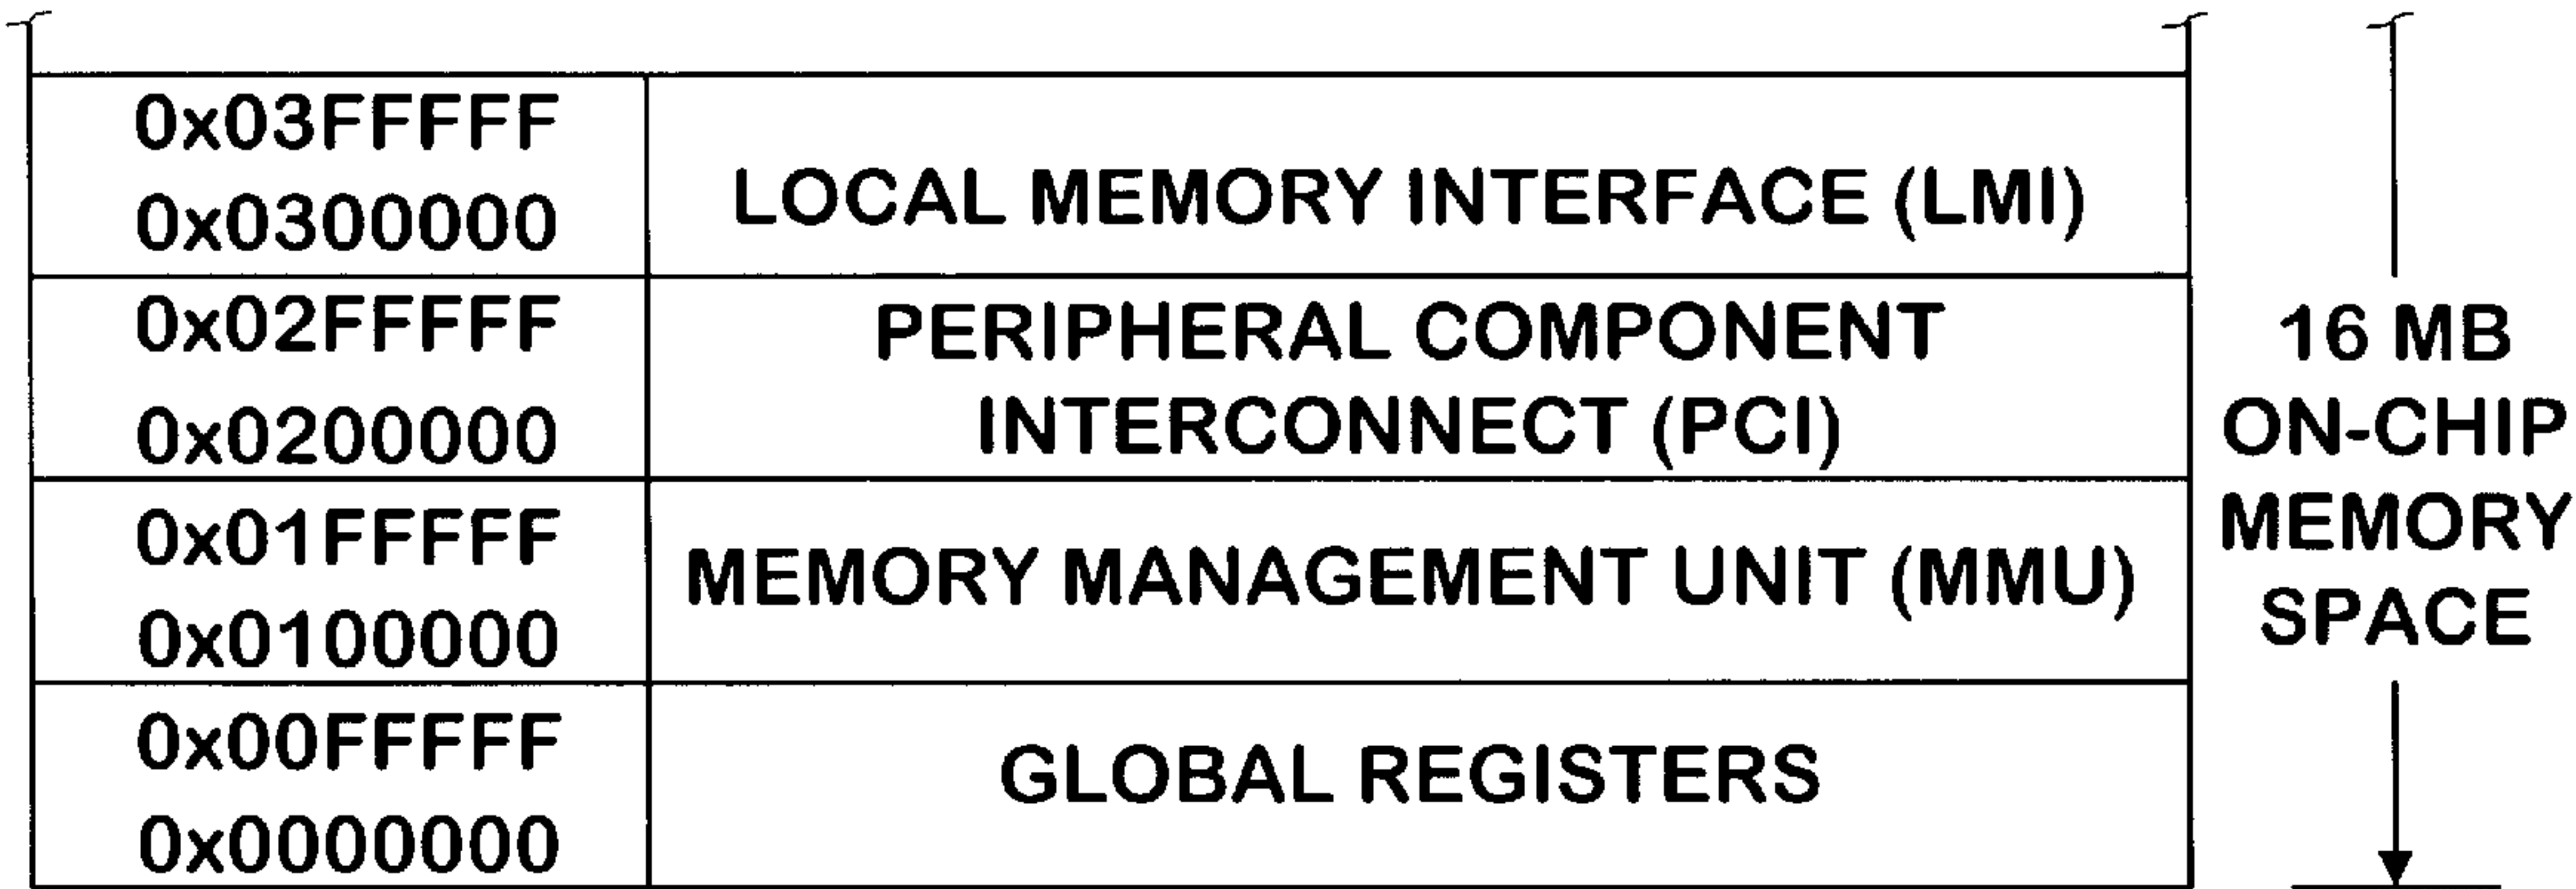 0x03FFFFF
0x0300000
LOCAL MEMORY INTERFACE (LMI)
0x02FFFFF
0x0200000
PERIPHERAL COMPONENT
INTERCONNECT (PCI)
0x01FFFFF
0x0100000
MEMORY MANAGEMENT UNIT (MMU)
0x00FFFFF
0x0000000
GLOBAL REGISTERS
16 MB
ON-CHIP
MEMORY
SPACE